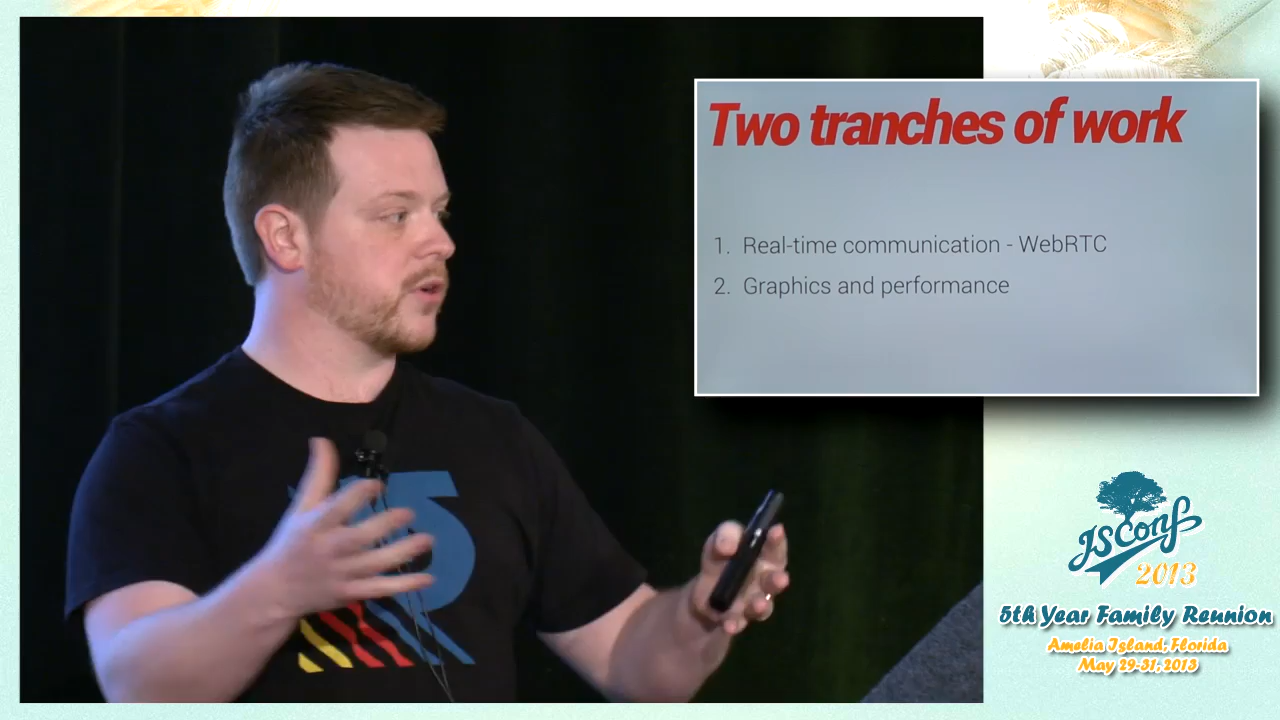 Two tranches of work
1. Real-time communication - WebRTC
2. Graphics and performance
5
JSConf
2013
5th Year Family Reunion
Amelia Island, Florida
May 29-31, 2013